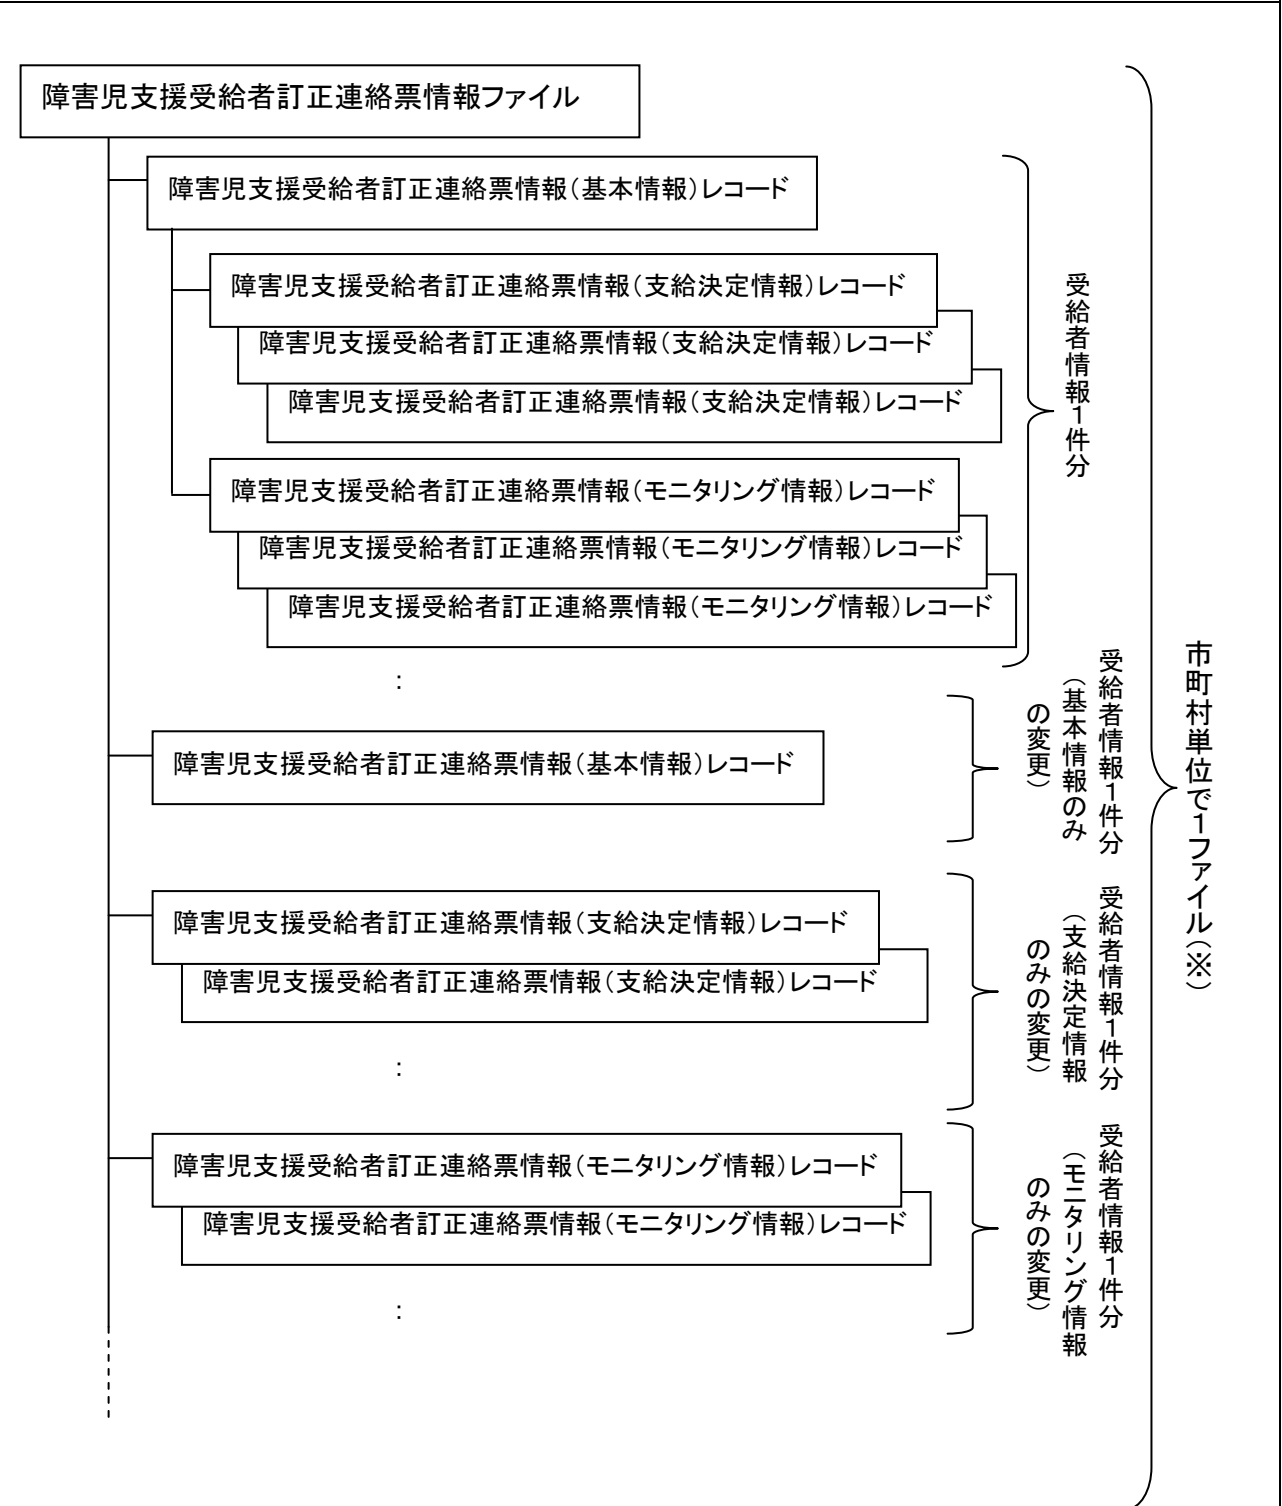 障害児支援受給者訂正連絡票情報ファイル
障害児支援受給者訂正連絡票情報（基本情報）レコード
障害児支援受給者訂正連絡票情報（支給決定情報）レコード
障害児支援受給者訂正連絡票情報（支給決定情報）レコード
障害児支援受給者訂正連絡票情報（支給決定情報）レコード
障害児支援受給者訂正連絡票情報（モニタリング情報）レコード
障害児支援受給者訂正連絡票情報（モニタリング情報）レコード
障害児支援受給者訂正連絡票情報（モニタリング情報）レコード
：
受給者情報１件分
障害児支援受給者訂正連絡票情報（基本情報）レコード
受給者情報１件分
（基本情報のみ
の変更）
障害児支援受給者訂正連絡票情報（支給決定情報）レコード
障害児支援受給者訂正連絡票情報（支給決定情報）レコード
：
受給者情報１件分
（支給決定情報
のみの変更）
障害児支援受給者訂正連絡票情報（モニタリング情報）レコード
障害児支援受給者訂正連絡票情報（モニタリング情報）レコード
：
受給者情報１件分
（モニタリング情報
のみの変更）
市町村単位で１ファイル（※）